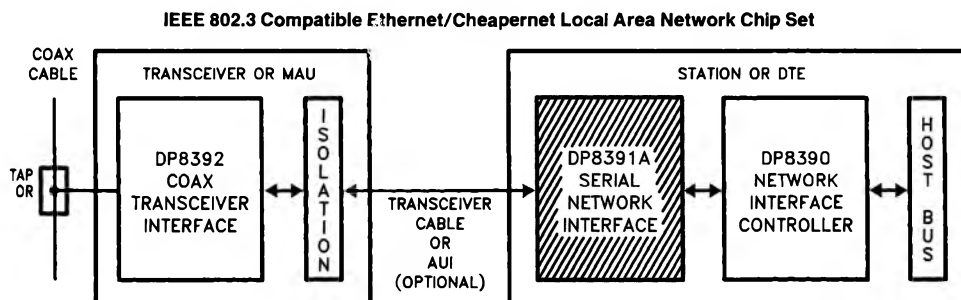 IEEE 802.3 Compatible Ethernet/Cheapernet Local Area Network Chip Set
COAX
CABLE
TRANSCEIVER OR MAU
STATION OR DTE
TAP
OR
DP8392
COAX
TRANSCEIVER
INTERFACE
ISOLATION
TRANSCEIVER
CABLE
OR
AUI
(OPTIONAL)
DP8391A
SERIAL
NETWORK
INTERFACE
DP8390
NETWORK
INTERFACE
CONTROLLER
HOST BUS